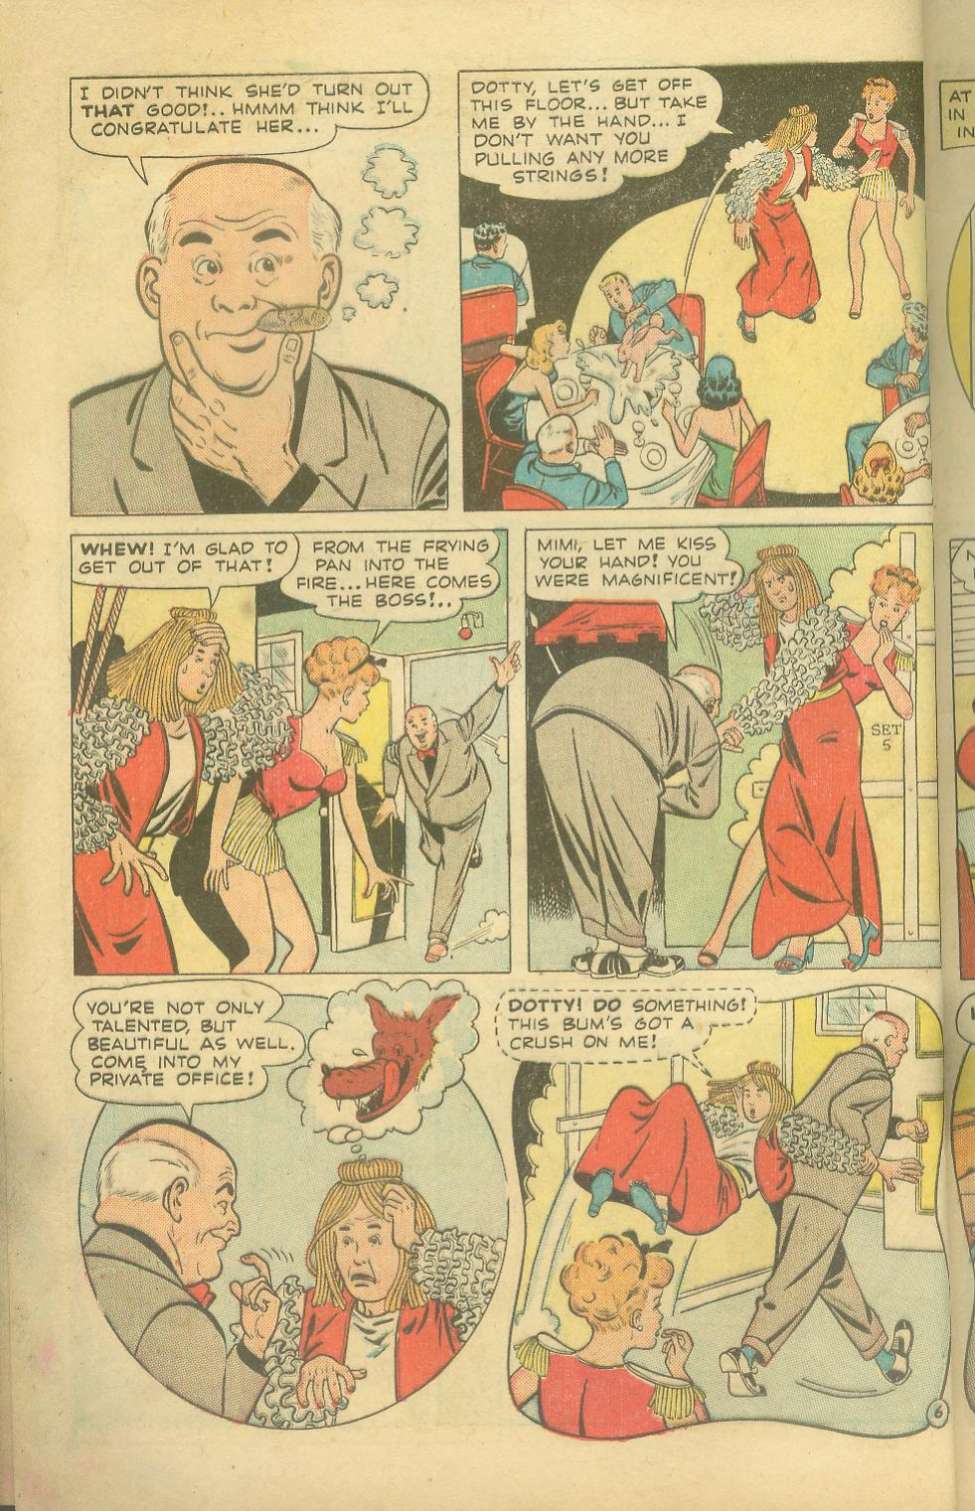 I DIDN'T THINK SHE'D TURN OUT
THAT GOOD!.. HMMM THINK I'LL
CONGRATULATE HER...
DOTTY, LET'S GET OFF
THIS FLOOR... BUT TAKE
ME BY THE HAND... I
DON'T WANT YOU
PULLING ANY MORE
STRINGS!
WHEW! I'M GLAD TO
GET OUT OF THAT!
FROM THE FRYING
PAN INTO THE
FIRE... HERE COMES
THE BOSS!..
MIMI, LET ME KISS
YOUR HAND! YOU
WERE MAGNIFICENT!
SET
5
YOU'RE NOT ONLY
TALENTED, BUT
BEAUTIFUL AS WELL.
COME INTO MY
PRIVATE OFFICE!
DOTTY! DO SOMETHING!
THIS BUM'S GOT A
CRUSH ON ME!
6
AT
IN
IN